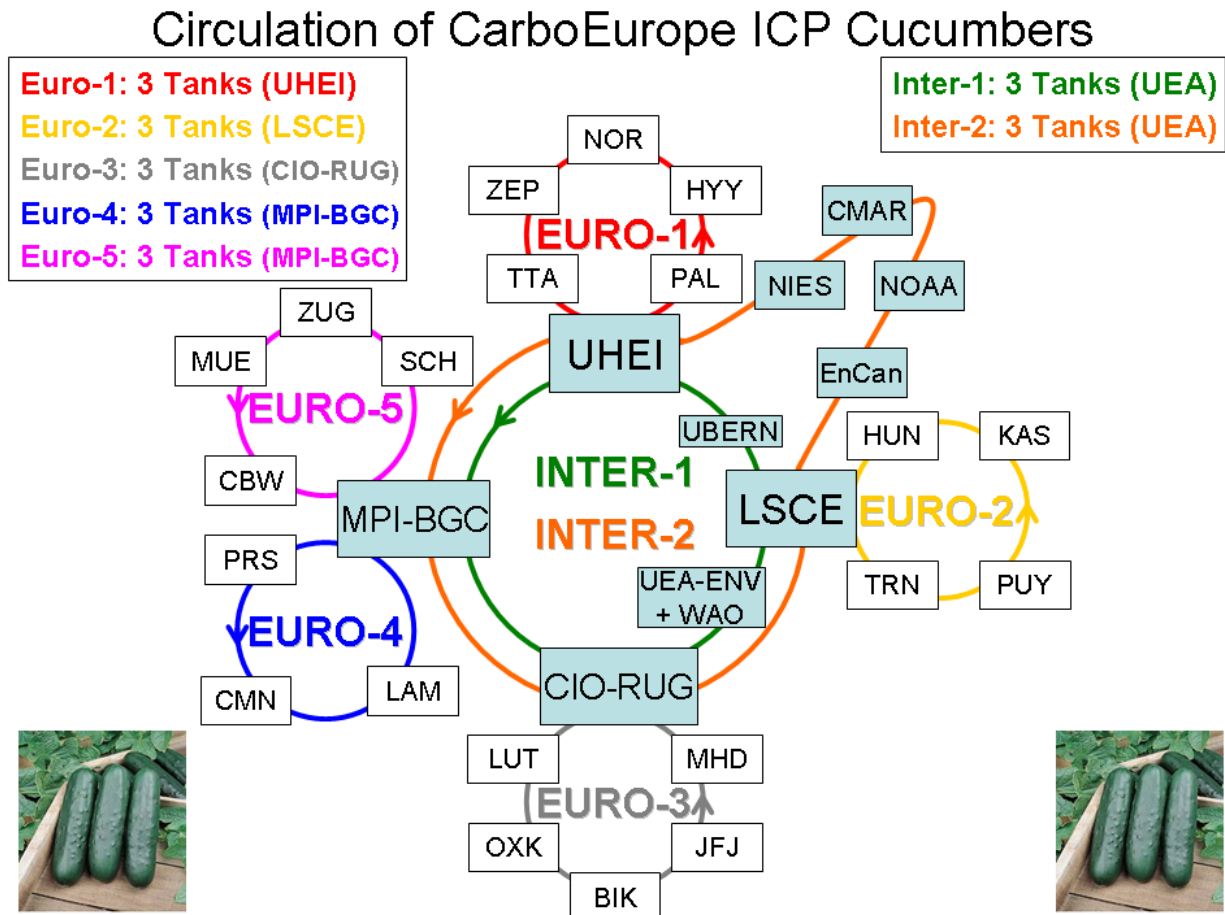 Circulation of CarboEurope ICP Cucumbers
Euro-1: 3 Tanks (UHEI)
Euro-2: 3 Tanks (LSCE)
Euro-3: 3 Tanks (CIO-RUG)
Euro-4: 3 Tanks (MPI-BGC)
Euro-5: 3 Tanks (MPI-BGC)
Inter-1: 3 Tanks (UEA)
Inter-2: 3 Tanks (UEA)
NOR
ZEP
HYY
EURO-1
TTA
PAL
CMAR
NIES
NOAA
EnCan
ZUG
MUE
SCH
EURO-5
CBW
UHEI
UBERN
INTER-1
INTER-2
MPI-BGC
LSCE
HUN
KAS
EURO-2
TRN
PUY
PRS
EURO-4
CMN
LAM
UEA-ENV
+ WAO
CIO-RUG
LUT
MHD
EURO-3
OXK
JFJ
BIK